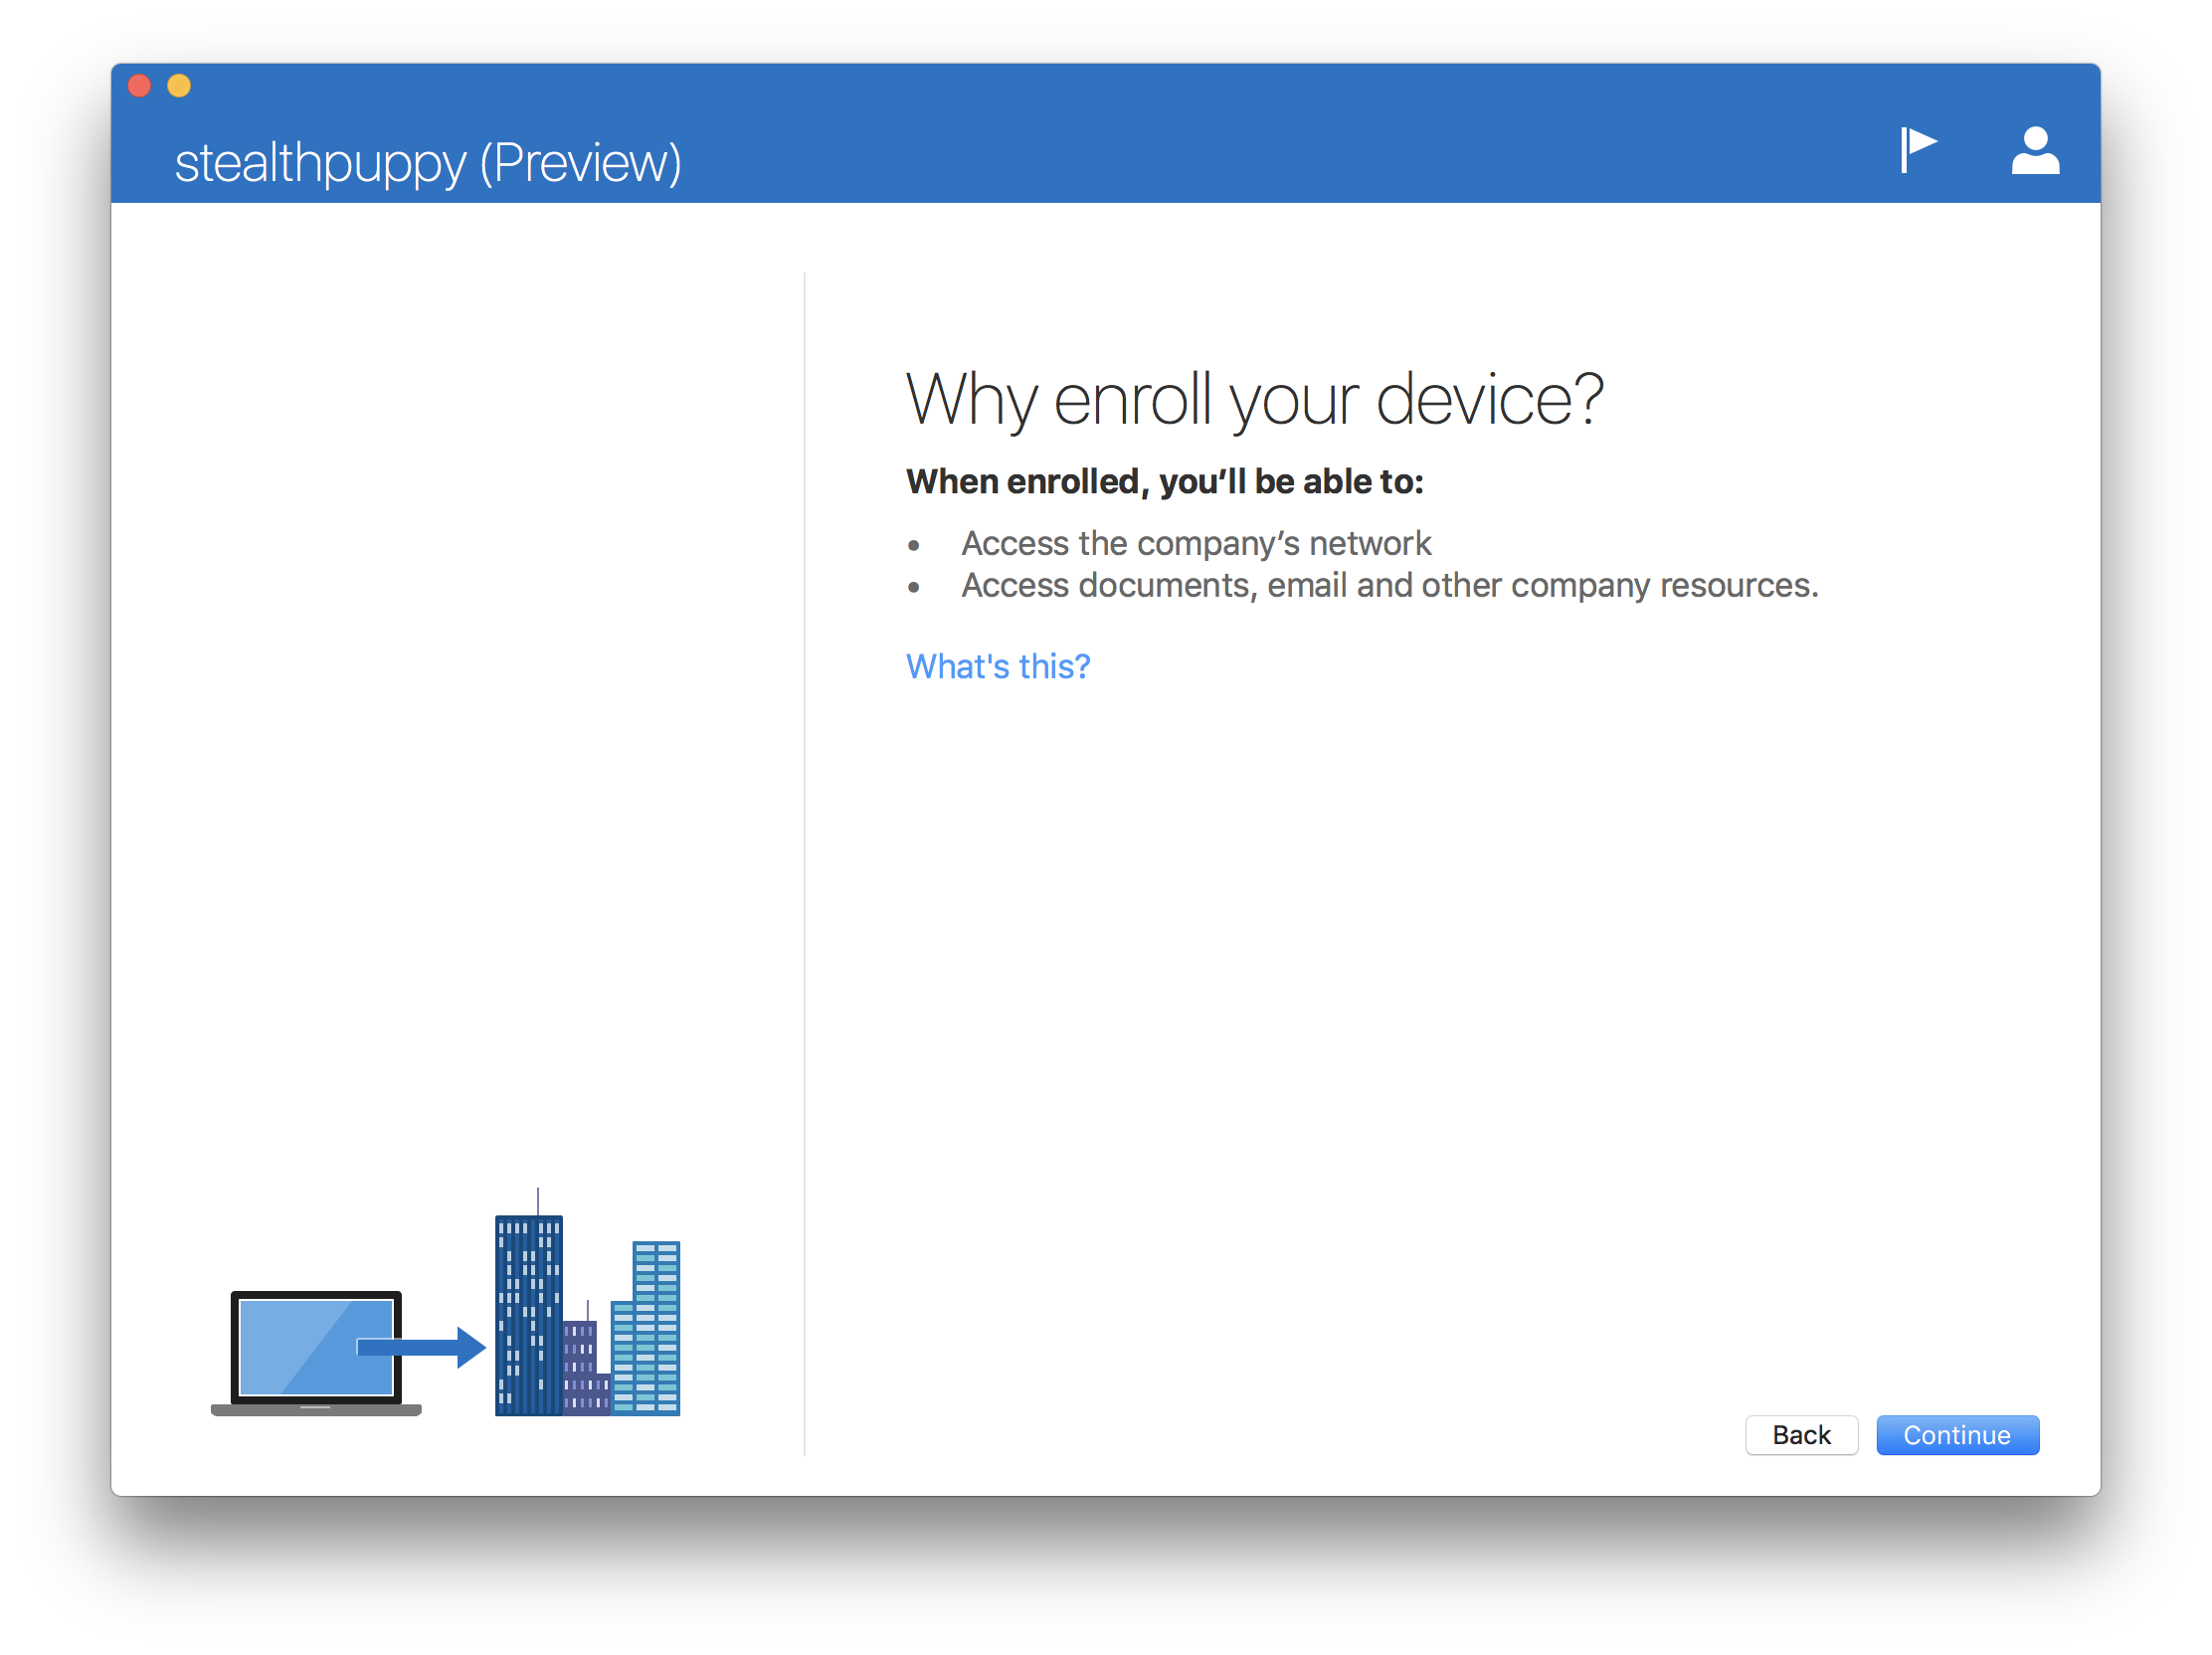 stealthpuppy (Preview)
Why enroll your device?
When enrolled, you’ll be able to:
• Access the company’s network
• Access documents, email and other company resources.
What's this?
Back
Continue